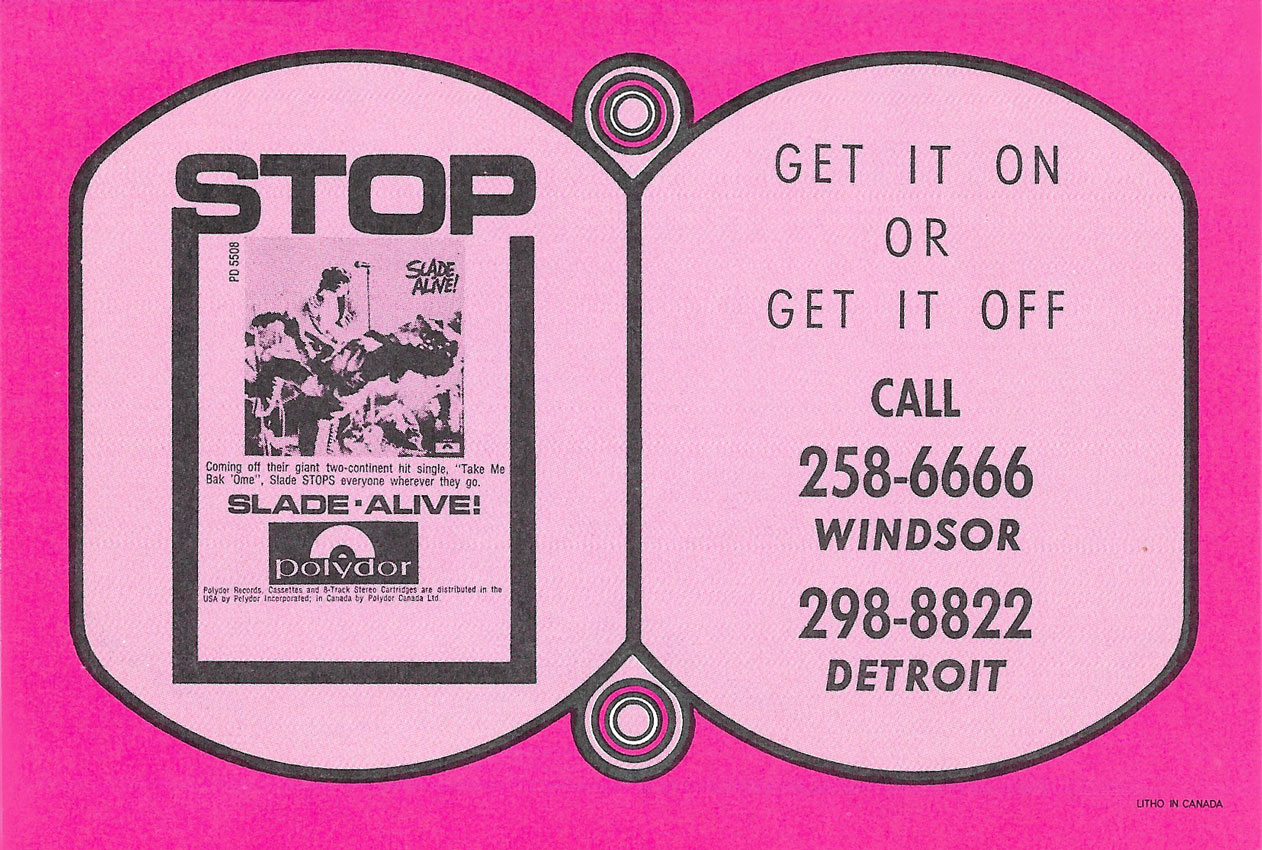 STOP
PD 5508
SLADE
ALIVE!
Coming off their giant two-continent hit single, "Take Me
Bak 'Ome", Slade STOPS everyone wherever they go.
SLADE · ALIVE!
polydor
Polydor Records, Cassettes and 8-Track Stereo Cartridges are distributed in the
USA by Polydor Incorporated; in Canada by Polydor Canada Ltd.
GET IT ON
OR
GET IT OFF
CALL
258-6666
WINDSOR
298-8822
DETROIT
LITHO IN CANADA